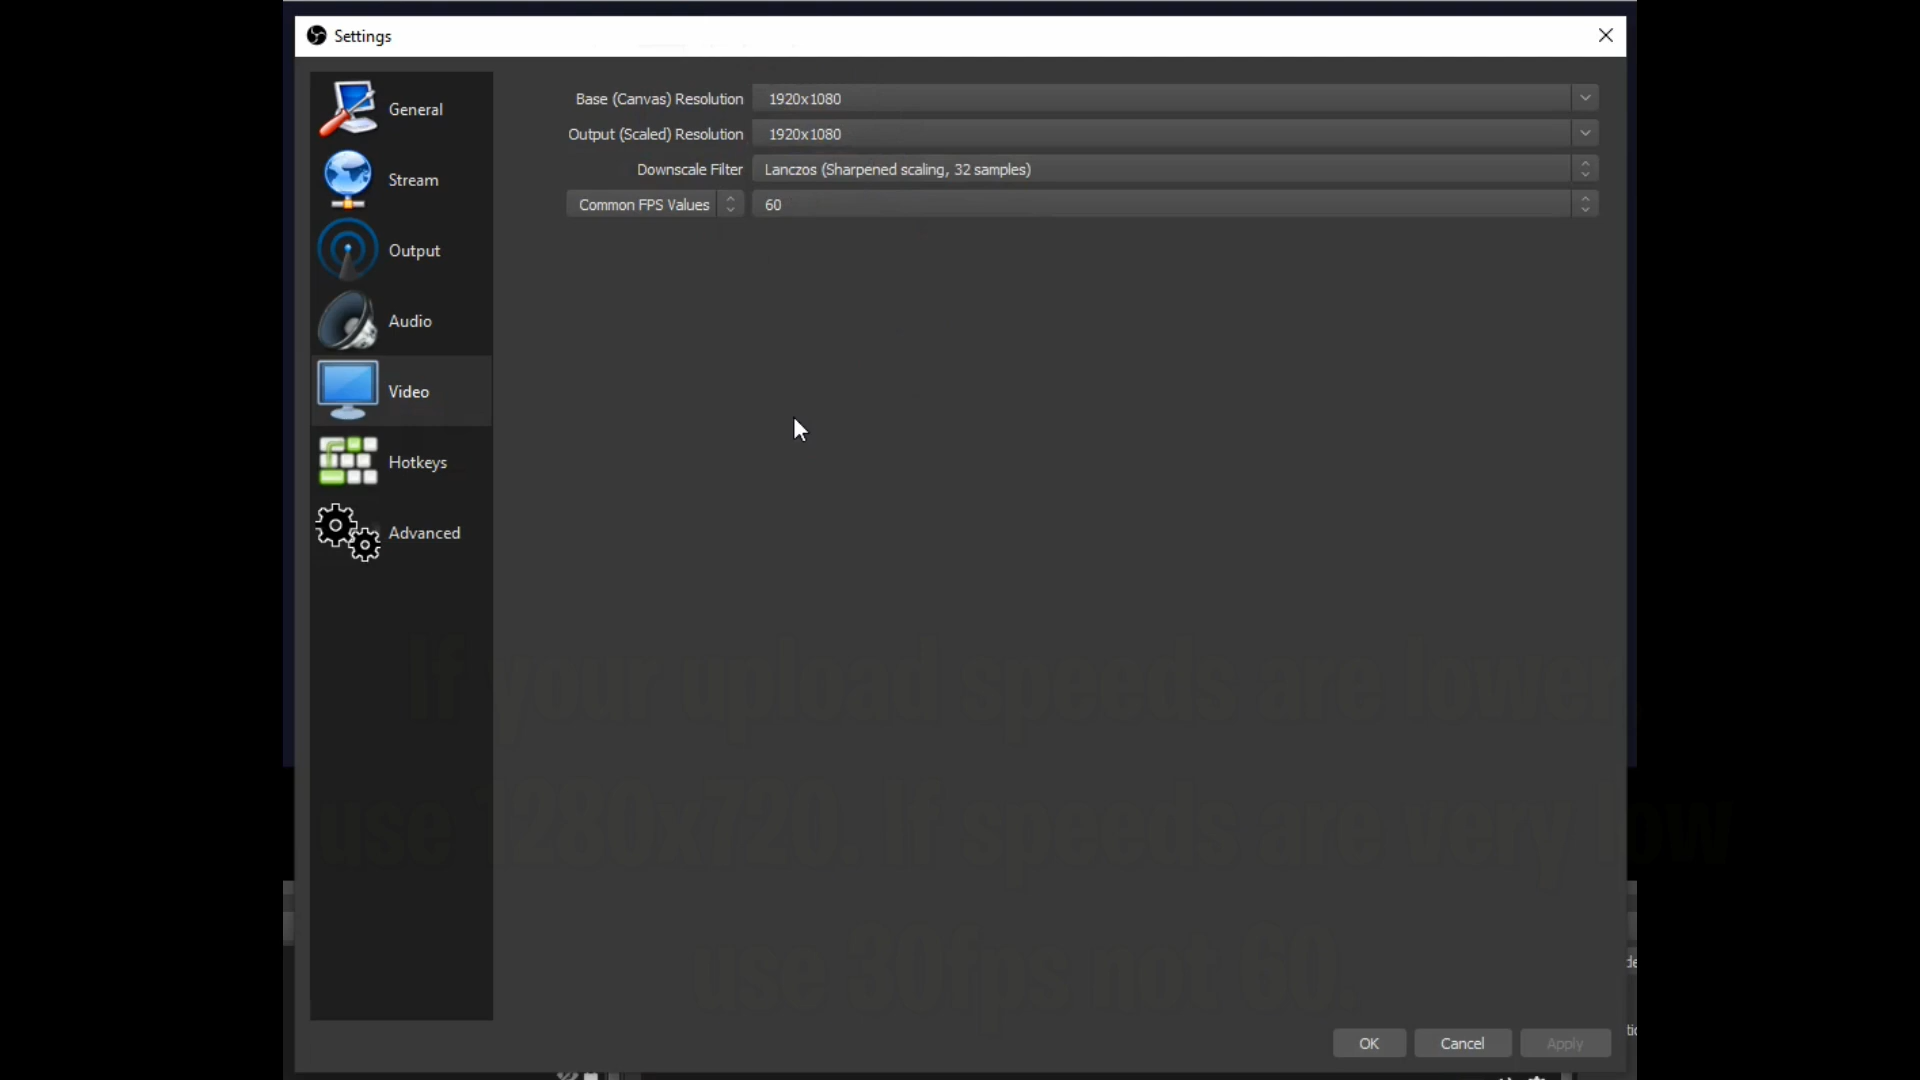 Settings
General
Stream
Output
Audio
Video
Hotkeys
Advanced
Base (Canvas) Resolution 1920x1080
Output (Scaled) Resolution 1920x1080
Downscale Filter Lanczos (Sharpened scaling, 32 samples)
Common FPS Values 60
If your upload speeds are lower
use 1280x720. If speeds are very low
use 30fps not 60.
OK Cancel Apply